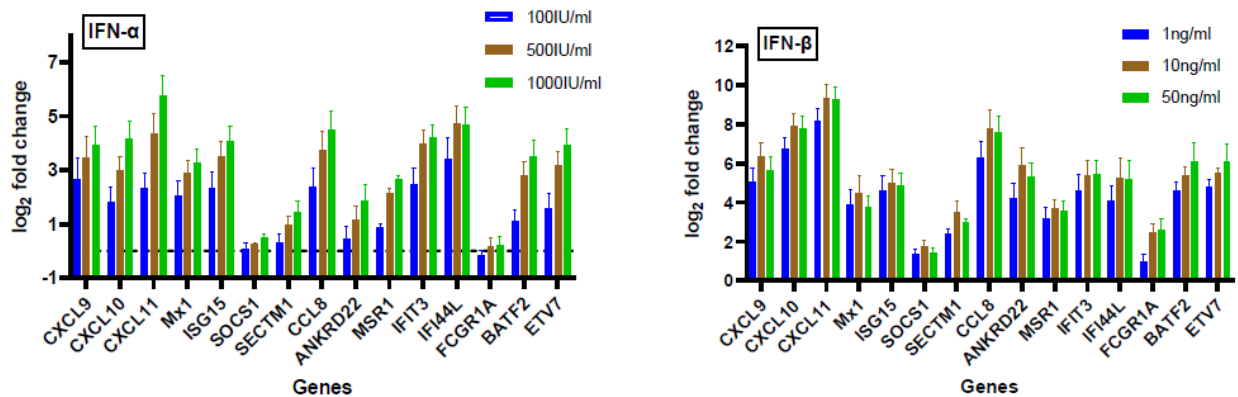 IFN-α
100IU/ml
500IU/ml
1000IU/ml
log2 fold change
7
5
3
1
-1
CXCL9
CXCL10
CXCL11
Mx1
ISG15
SOCS1
SECTM1
CCL8
ANKRD22
MSR1
IFIT3
IFI44L
FCGR1A
BATF2
ETV7
Genes
IFN-β
1ng/ml
10ng/ml
50ng/ml
log2 fold change
12
10
8
6
4
2
0
CXCL9
CXCL10
CXCL11
Mx1
ISG15
SOCS1
SECTM1
CCL8
ANKRD22
MSR1
IFIT3
IFI44L
FCGR1A
BATF2
ETV7
Genes